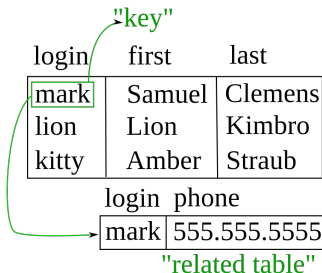 "key"
login first last
mark Samuel Clemens
lion Lion Kimbro
kitty Amber Straub
login phone
mark 555.555.5555
"related table"